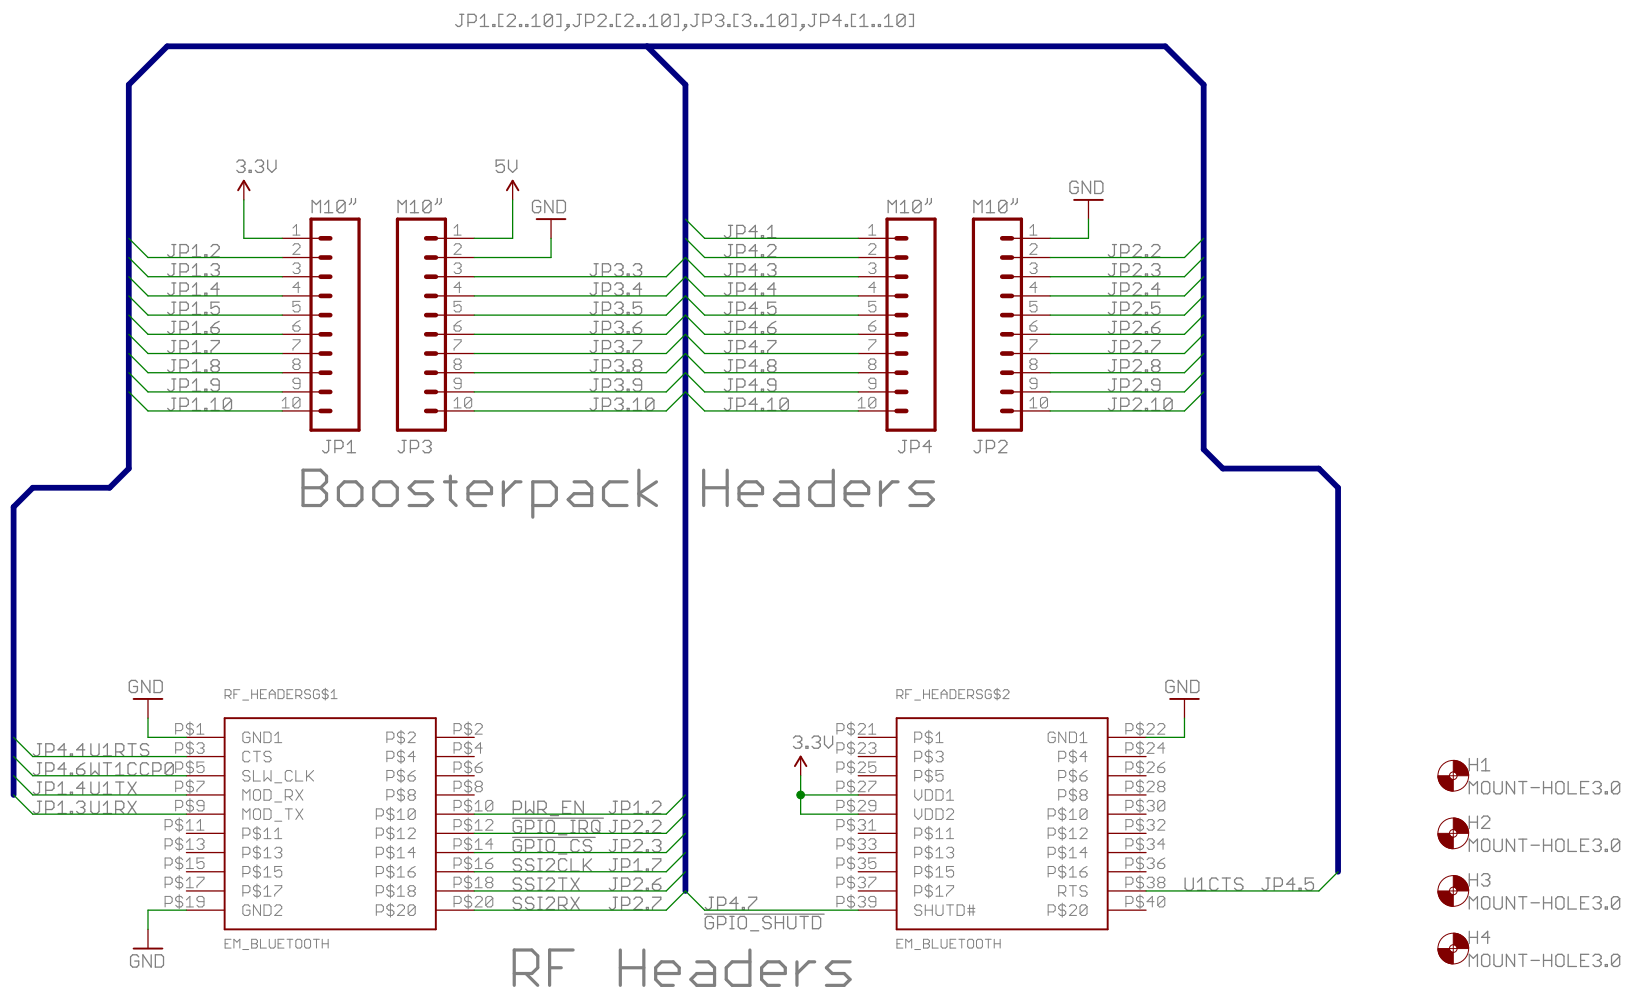 JP1.[2..10],JP2.[2..10],JP3.[3..10],JP4.[1..10]
3.3V 5V GND GND
M10" M10" M10" M10"
1 1 JP4.1 1 1
JP1.2 2 2 JP4.2 2 2 JP2.2
JP1.3 3 3 JP3.3 JP4.3 3 3 JP2.3
JP1.4 4 4 JP3.4 JP4.4 4 4 JP2.4
JP1.5 5 5 JP3.5 JP4.5 5 5 JP2.5
JP1.6 6 6 JP3.6 JP4.6 6 6 JP2.6
JP1.7 7 7 JP3.7 JP4.7 7 7 JP2.7
JP1.8 8 8 JP3.8 JP4.8 8 8 JP2.8
JP1.9 9 9 JP3.9 JP4.9 9 9 JP2.9
JP1.10 10 10 JP3.10 JP4.10 10 10 JP2.10
JP1 JP3 JP4 JP2
Boosterpack Headers
GND RF_HEADERSG$1
P$1 GND1 P$2 P$2
JP4.4 U1RTS P$3 CTS P$4 P$4
JP4.6 WT1CCP0 P$5 SLW_CLK P$6 P$6
JP1.4 U1TX P$7 MOD_RX P$8 P$8
JP1.3 U1RX P$9 MOD_TX P$10 P$10 PWR_EN JP1.2
P$11 P$11 P$12 P$12 GPIO_IRQ JP2.2
P$13 P$13 P$14 P$14 GPIO_CS JP2.3
P$15 P$15 P$16 P$16 SSI2CLK JP1.7
P$17 P$17 P$18 P$18 SSI2TX JP2.6
P$19 GND2 P$20 P$20 SSI2RX JP2.7
GND EM_BLUETOOTH
RF_HEADERSG$2 GND
P$21 P$1 GND1 P$22
3.3V P$23 P$3 P$4 P$24
P$25 P$5 P$6 P$26
P$27 VDD1 P$8 P$28
P$29 VDD2 P$10 P$30
P$31 P$11 P$12 P$32
P$33 P$13 P$14 P$34
P$35 P$15 P$16 P$36
P$37 P$17 RTS P$38 U1CTS JP4.5
JP4.7 P$39 SHUTD# P$20 P$40
GPIO_SHUTD
EM_BLUETOOTH
RF Headers
H1
MOUNT-HOLE3.0
H2
MOUNT-HOLE3.0
H3
MOUNT-HOLE3.0
H4
MOUNT-HOLE3.0